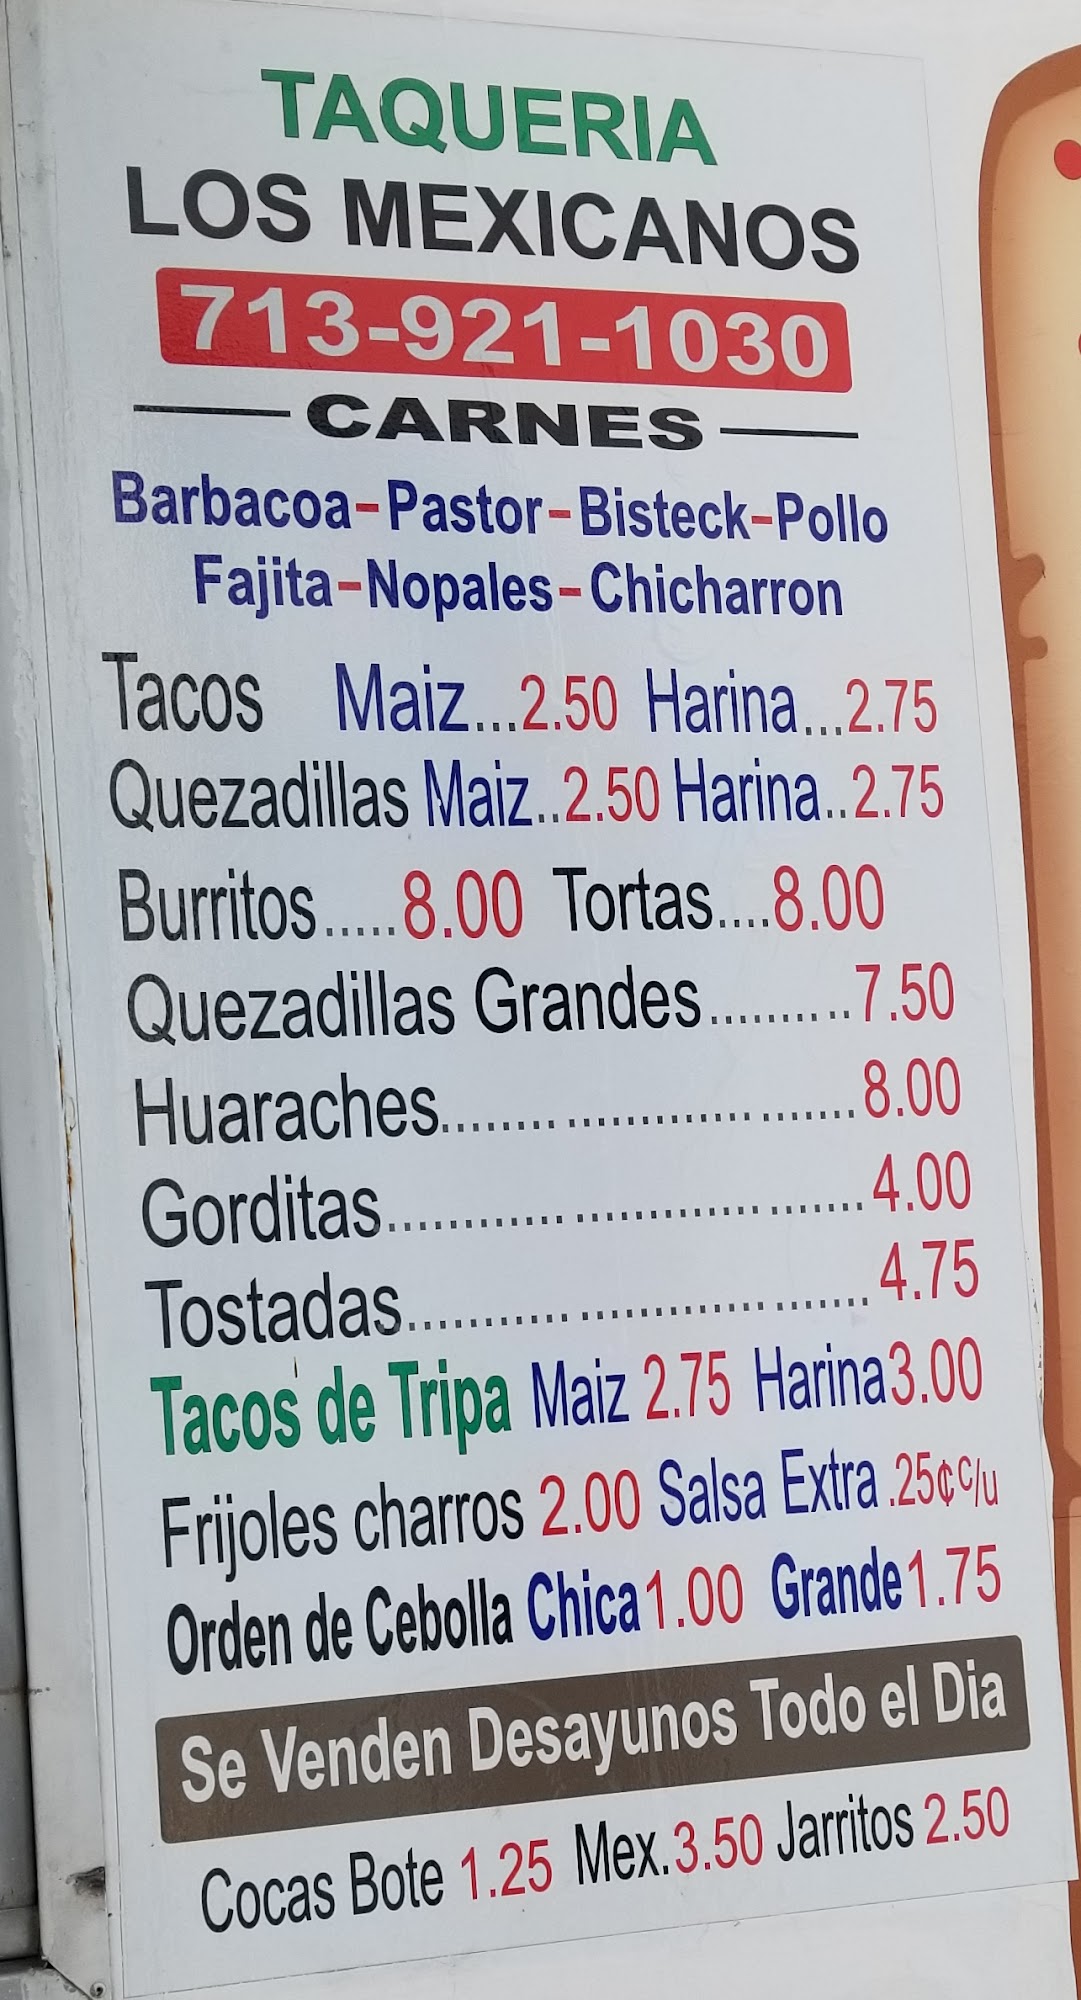 TAQUERIA
LOS MEXICANOS
713-921-1030
CARNES
Barbacoa-Pastor-Bisteck-Pollo
Fajita-Nopales-Chicharron
Tacos Maiz...2.50 Harina...2.75
Quezadillas Maiz..2.50 Harina..2.75
Burritos.....8.00 Tortas....8.00
Quezadillas Grandes..........7.50
Huaraches............................8.00
Gorditas................................4.00
Tostadas...............................4.75
Tacos de Tripa Maiz 2.75 Harina 3.00
Frijoles charros 2.00 Salsa Extra .25¢ c/u
Orden de Cebolla Chica 1.00 Grande 1.75
Se Venden Desayunos Todo el Dia
Cocas Bote 1.25 Mex. 3.50 Jarritos 2.50